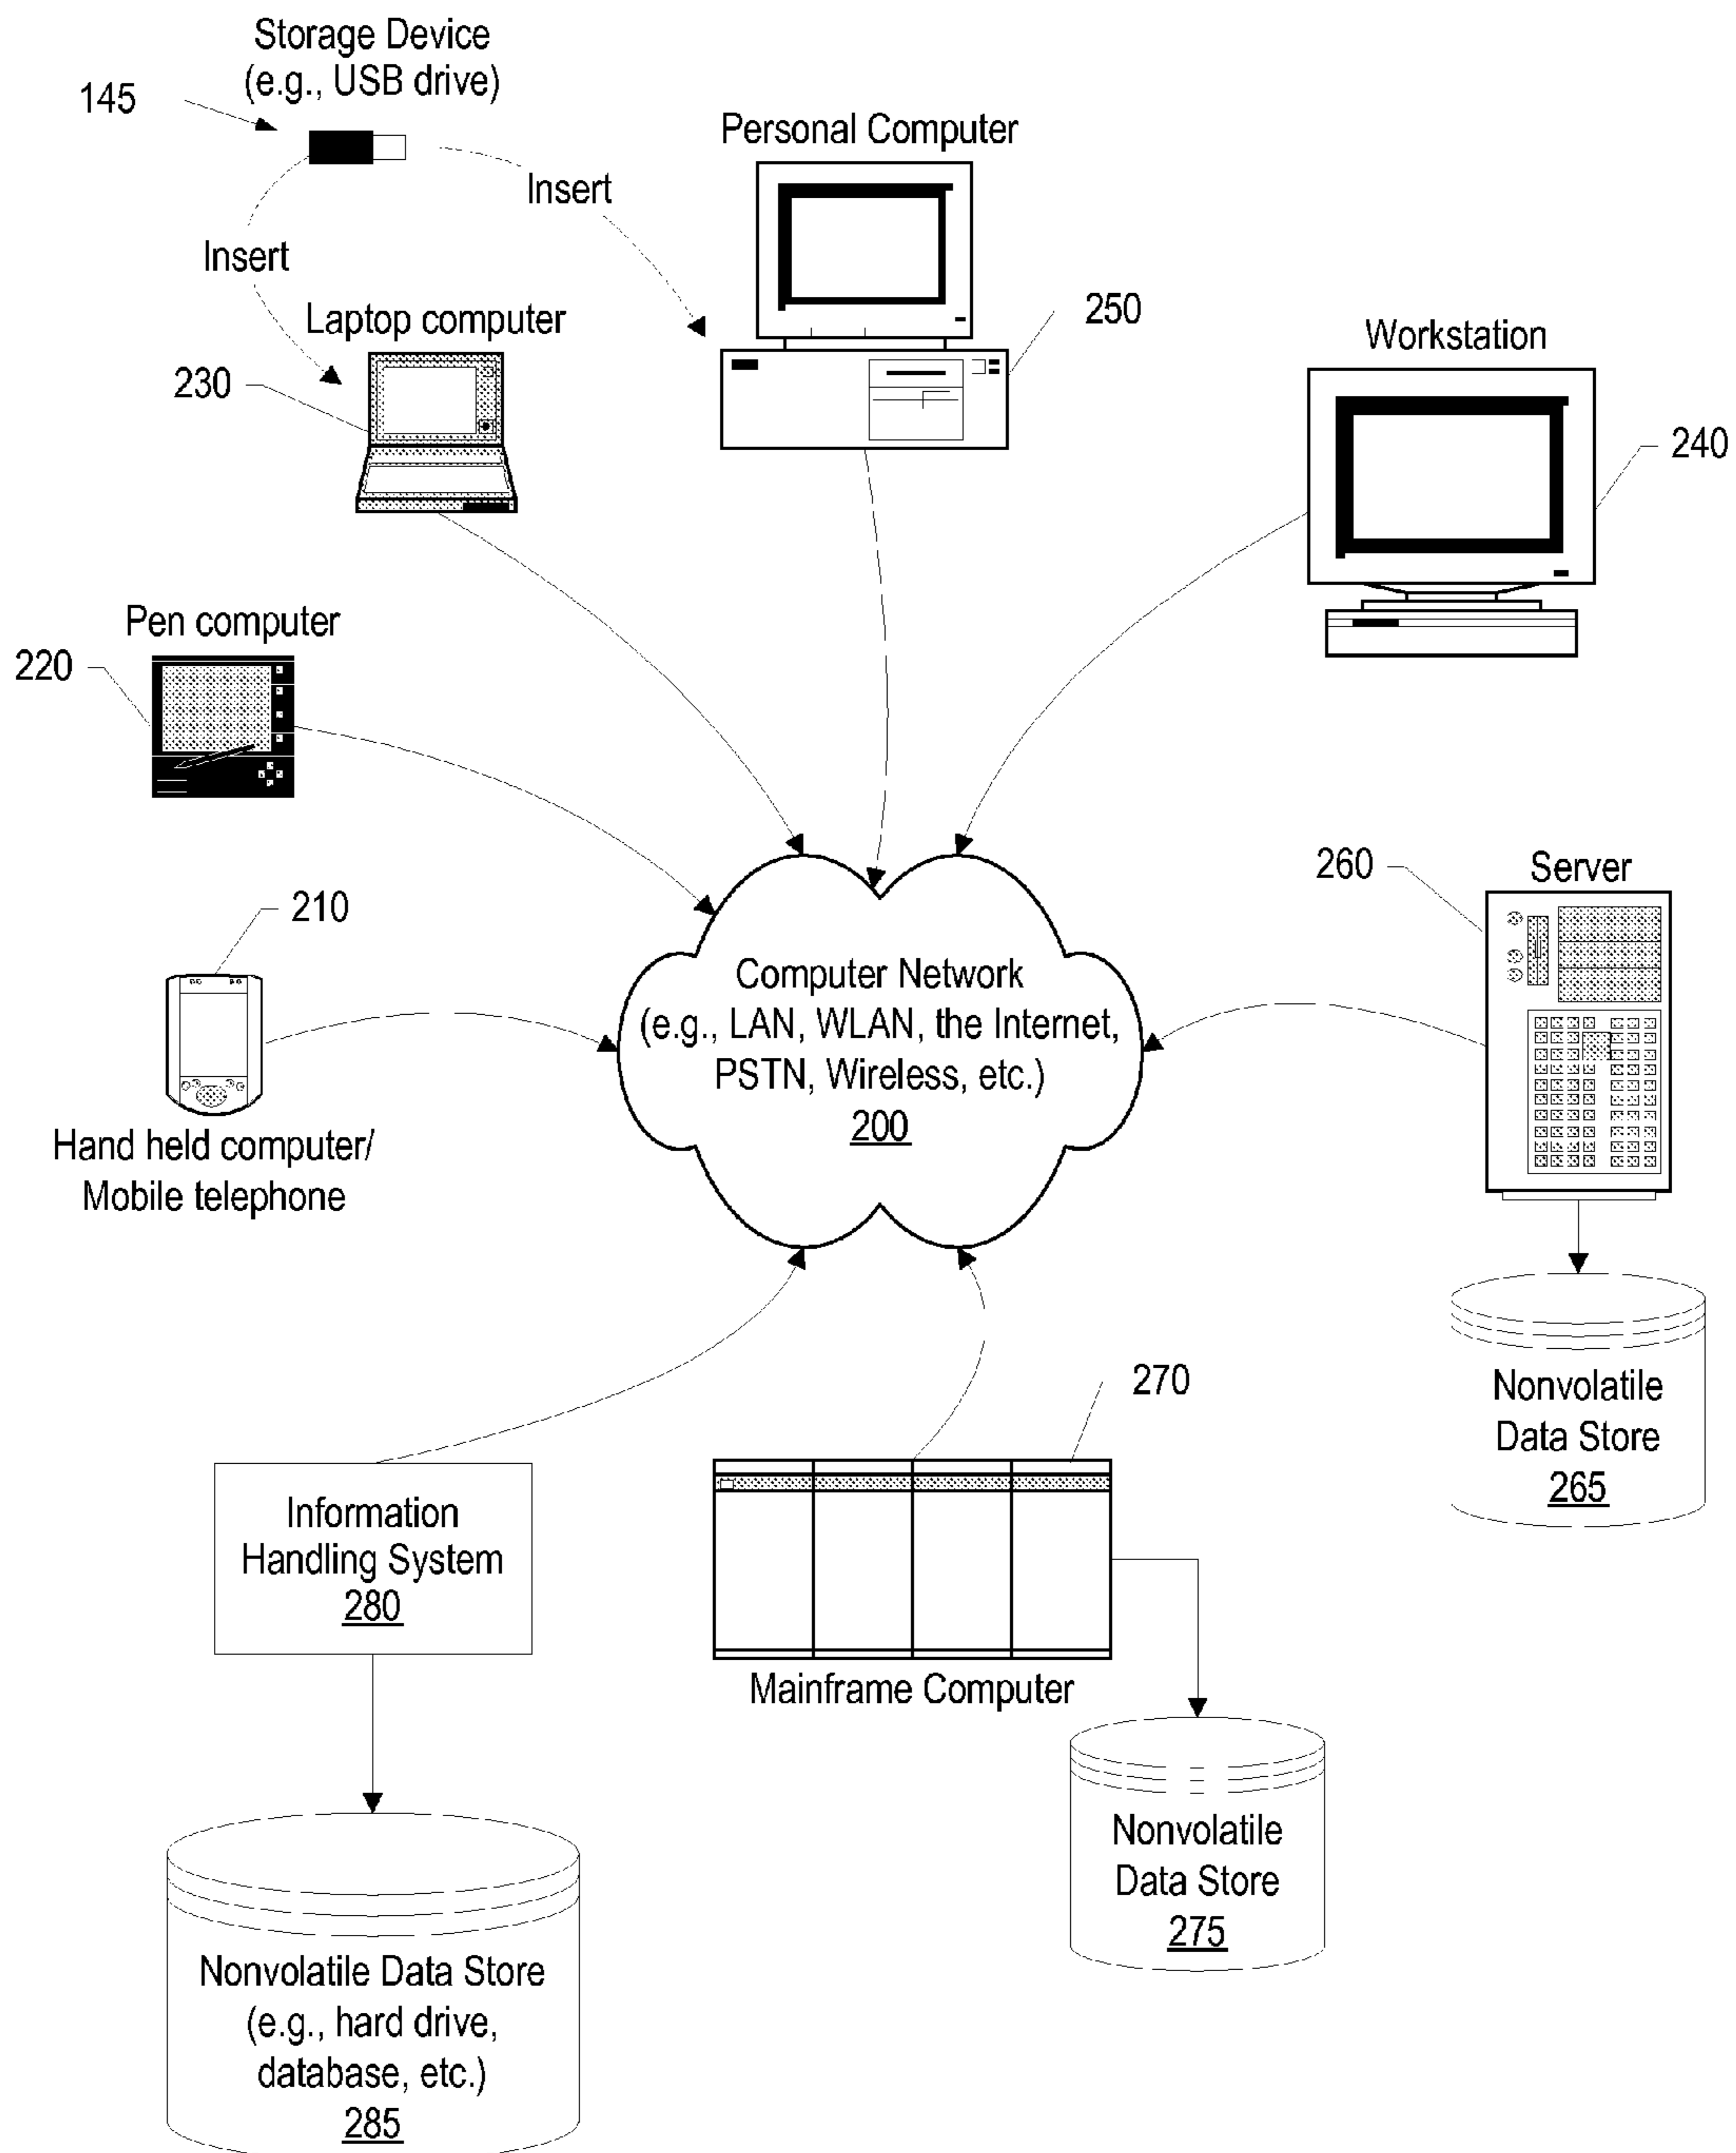 Storage Device
(e.g., USB drive)
145
Personal Computer
Insert
Insert
Laptop computer
250
Workstation
230
240
Pen computer
220
260
Server
210
Computer Network
(e.g., LAN, WLAN, the Internet,
PSTN, Wireless, etc.)
200
Hand held computer/
Mobile telephone
270
Nonvolatile
Data Store
265
Information
Handling System
280
Mainframe Computer
Nonvolatile
Data Store
275
Nonvolatile Data Store
(e.g., hard drive,
database, etc.)
285